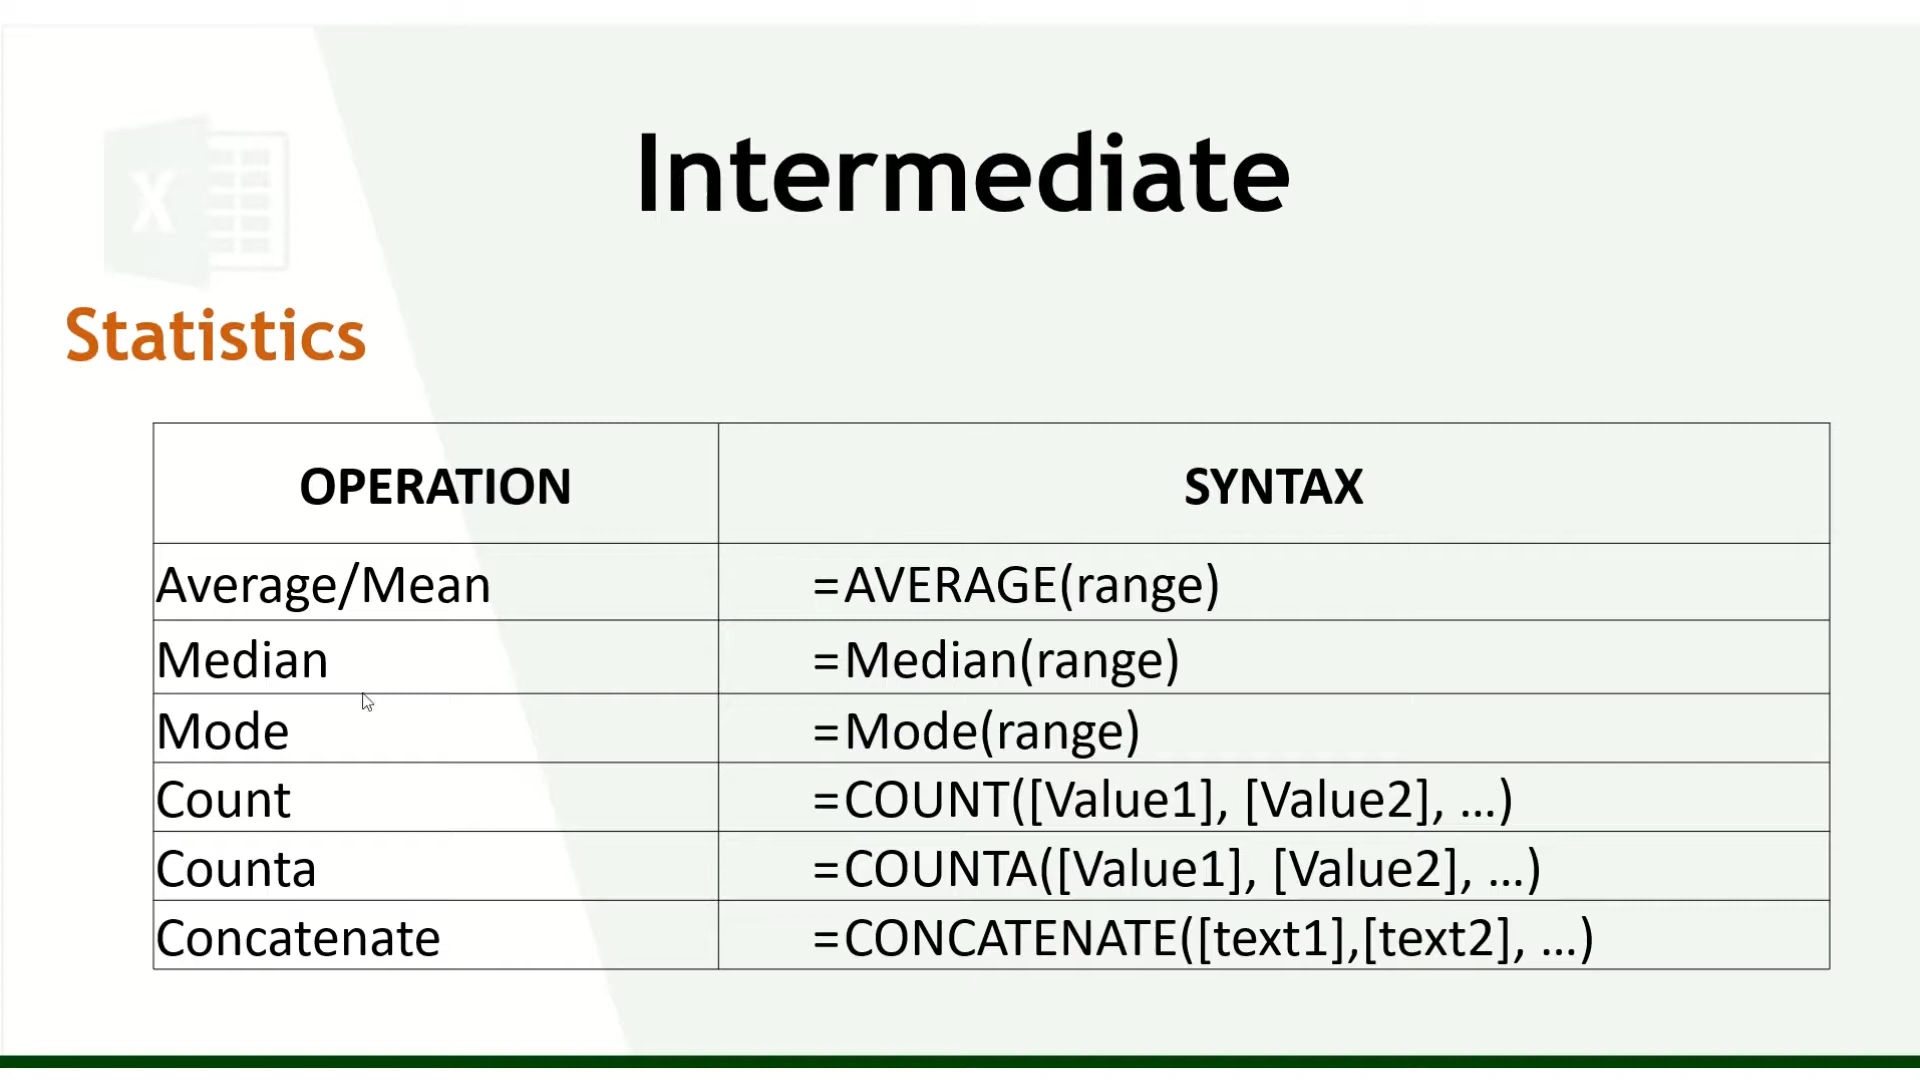 X
Intermediate
Statistics
OPERATION SYNTAX
Average/Mean =AVERAGE(range)
Median =Median(range)
Mode =Mode(range)
Count =COUNT([Value1], [Value2], ...)
Counta =COUNTA([Value1], [Value2], ...)
Concatenate =CONCATENATE([text1],[text2], ...)